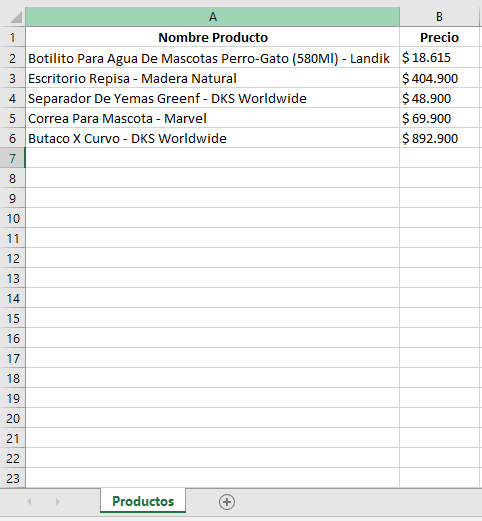 A B
1 Nombre Producto Precio
2 Botilito Para Agua De Mascotas Perro-Gato (580Ml) - Landik $ 18.615
3 Escritorio Repisa - Madera Natural $ 404.900
4 Separador De Yemas Greenf - DKS Worldwide $ 48.900
5 Correa Para Mascota - Marvel $ 69.900
6 Butaco X Curvo - DKS Worldwide $ 892.900
7
8
9
10
11
12
13
14
15
16
17
18
19
20
21
22
23
Productos